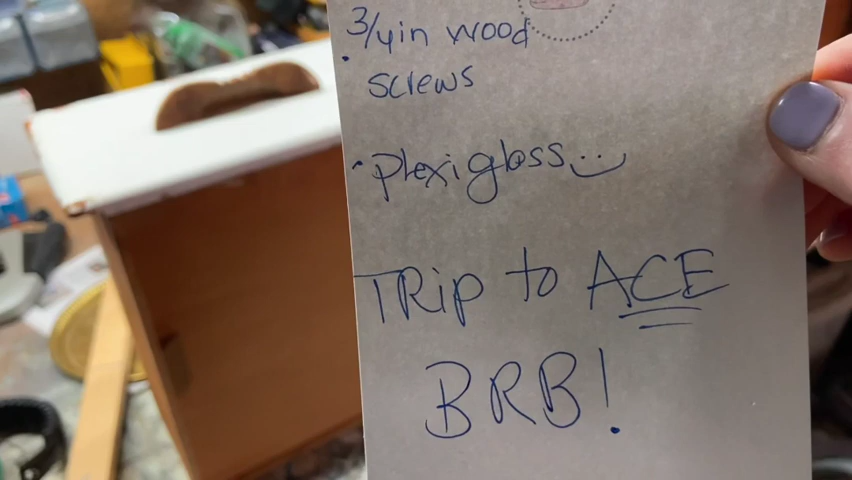 3/4in wood
screws
• Plexiglass
TRip to ACE
BRB!